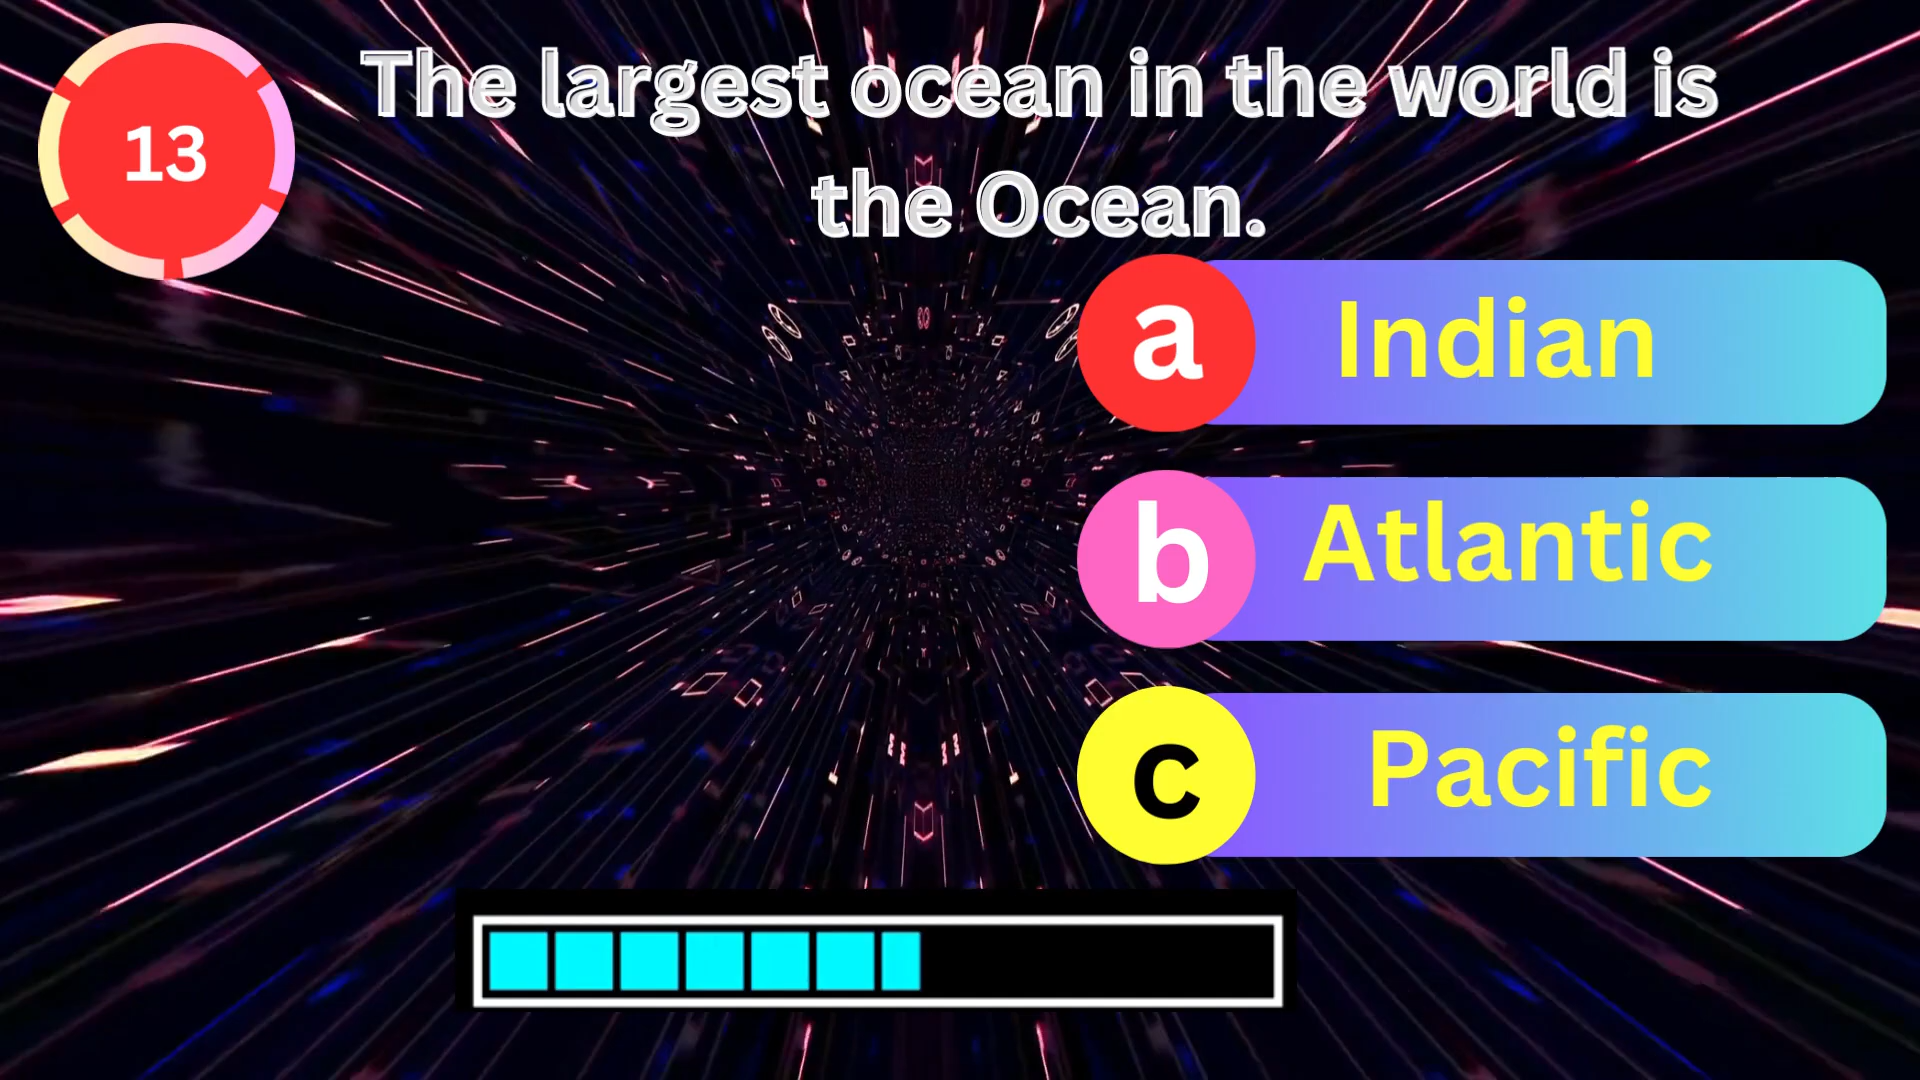 13
The largest ocean in the world is
the Ocean.
a Indian
b Atlantic
c Pacific